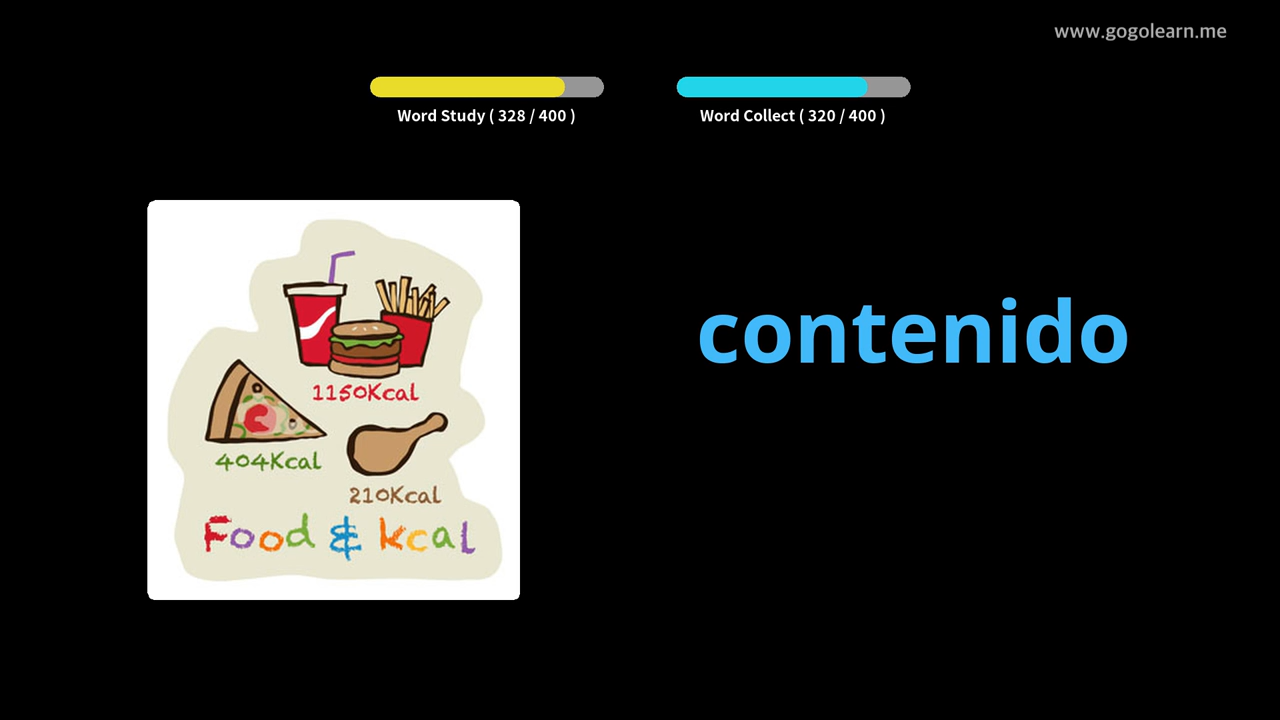 www.gogolearn.me
Word Study ( 328 / 400 )
Word Collect ( 320 / 400 )
1150Kcal
404Kcal
210Kcal
Food & kcal
contenido